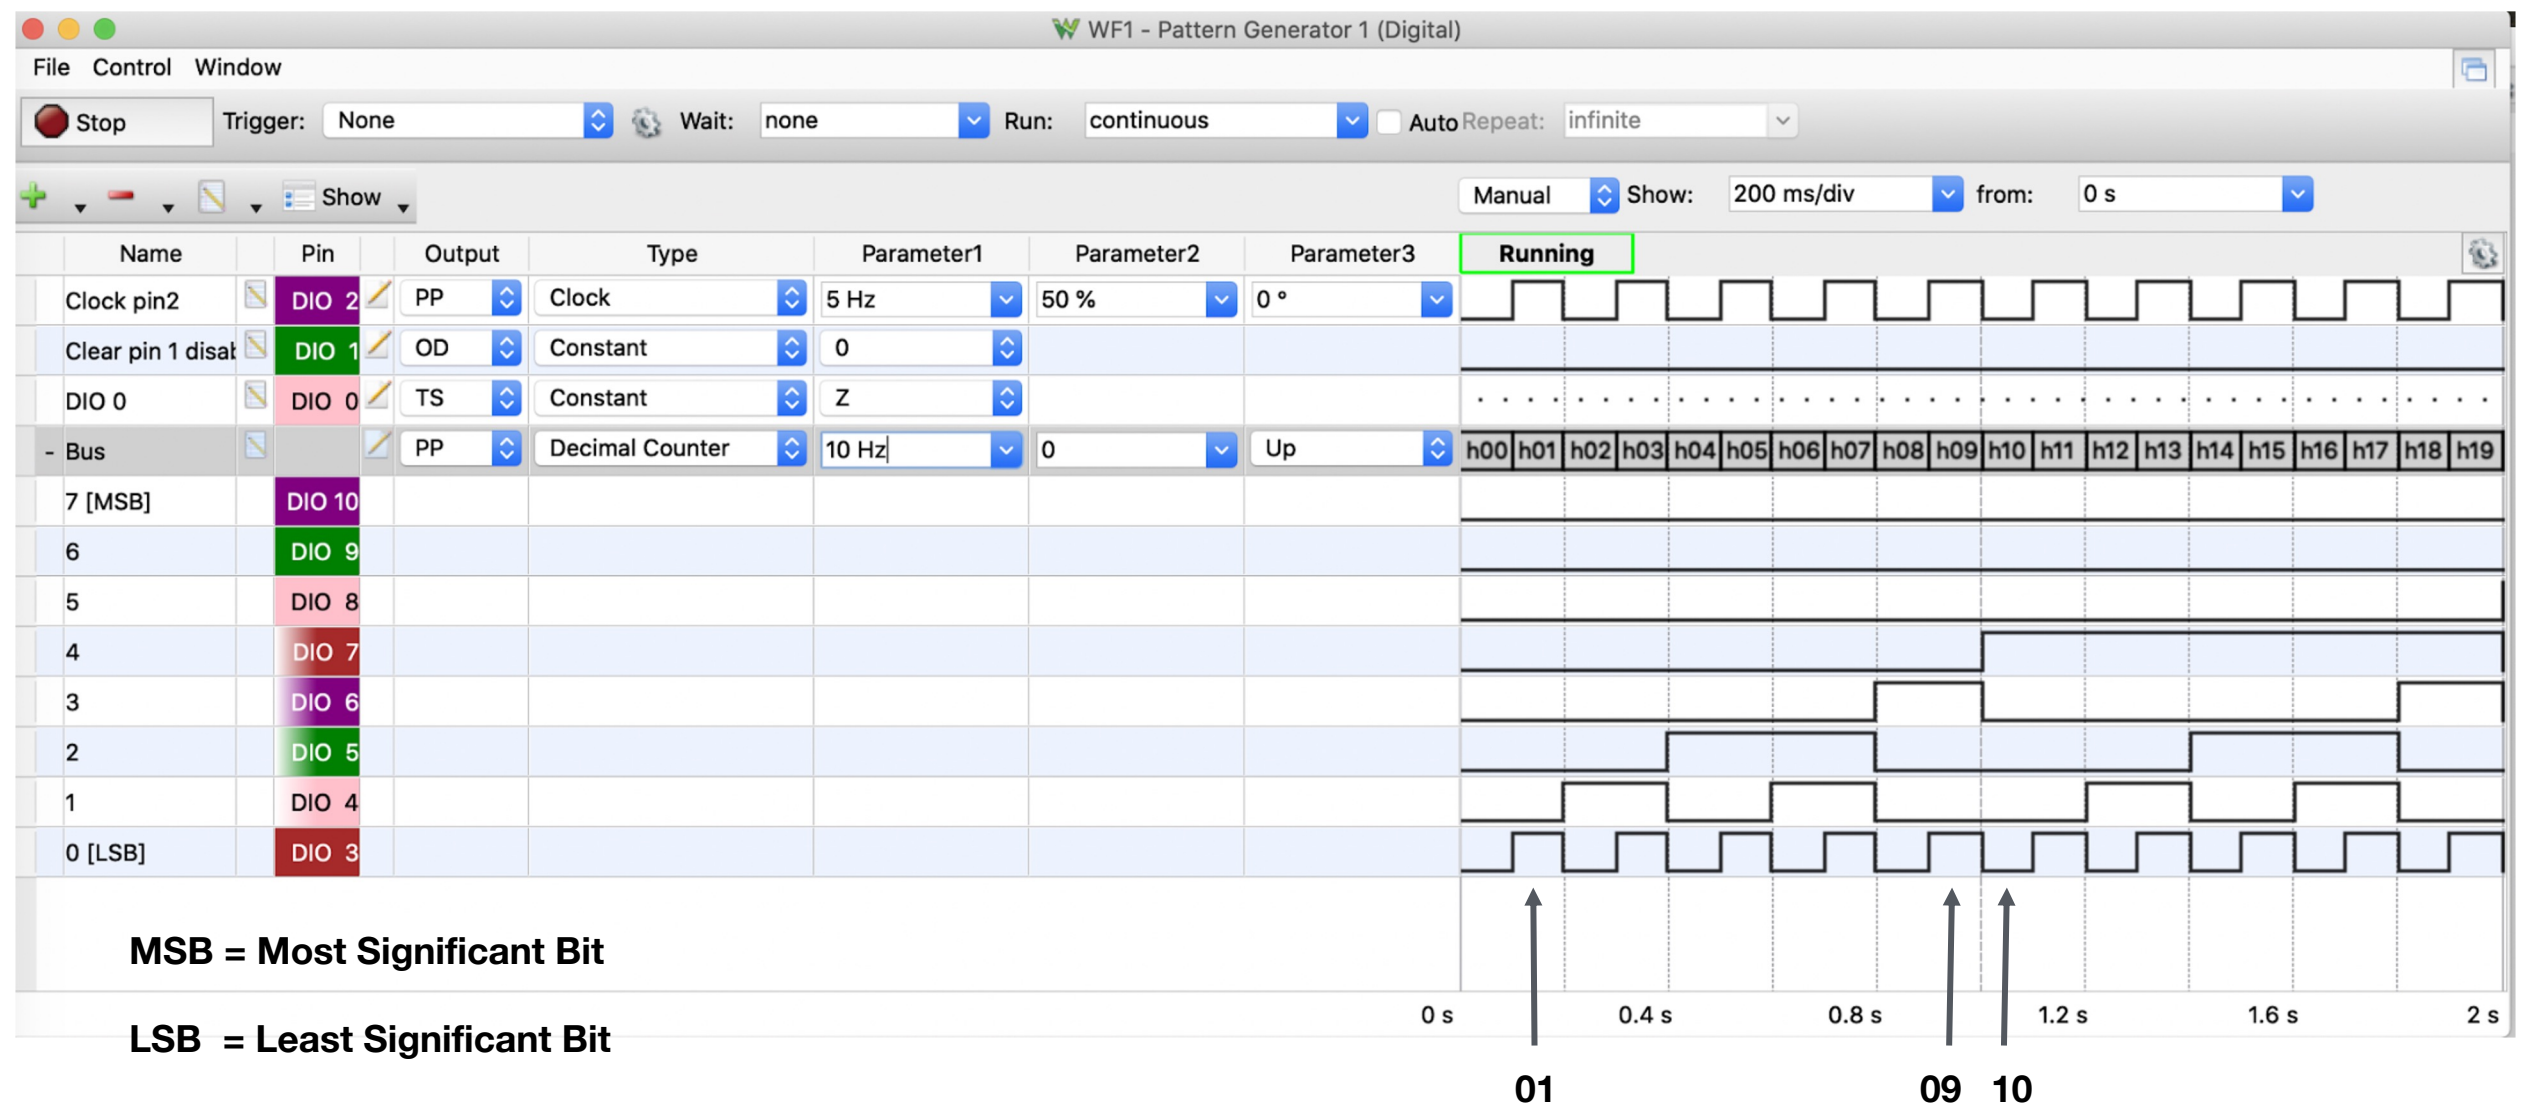 WF1 - Pattern Generator 1 (Digital)
File Control Window
Stop Trigger: None Wait: none Run: continuous Auto Repeat: infinite
Show Manual Show: 200 ms/div from: 0 s
Name Pin Output Type Parameter1 Parameter2 Parameter3 Running
Clock pin2 DIO 2 PP Clock 5 Hz 50 % 0 °
Clear pin 1 disab DIO 1 OD Constant 0
DIO 0 DIO 0 TS Constant Z
- Bus PP Decimal Counter 10 Hz 0 Up h00 h01 h02 h03 h04 h05 h06 h07 h08 h09 h10 h11 h12 h13 h14 h15 h16 h17 h18 h19
7 [MSB] DIO 10
6 DIO 9
5 DIO 8
4 DIO 7
3 DIO 6
2 DIO 5
1 DIO 4
0 [LSB] DIO 3
MSB = Most Significant Bit
0 s 0.4 s 0.8 s 1.2 s 1.6 s 2 s
LSB = Least Significant Bit
01 09 10